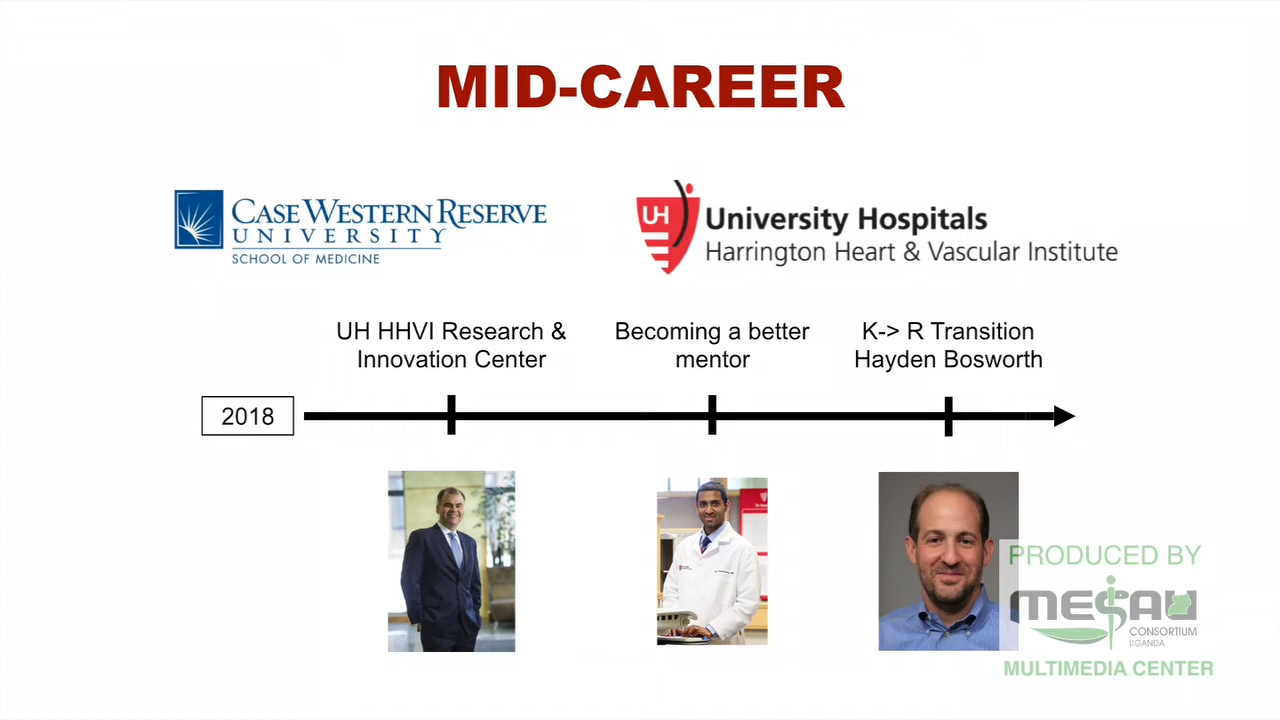 MID-CAREER
CASE WESTERN RESERVE
UNIVERSITY
SCHOOL OF MEDICINE
UH
University Hospitals
Harrington Heart & Vascular Institute
UH HHVI Research &
Innovation Center
Becoming a better
mentor
K-> R Transition
Hayden Bosworth
2018
PRODUCED BY
MESAU
CONSORTIUM
UGANDA
MULTIMEDIA CENTER